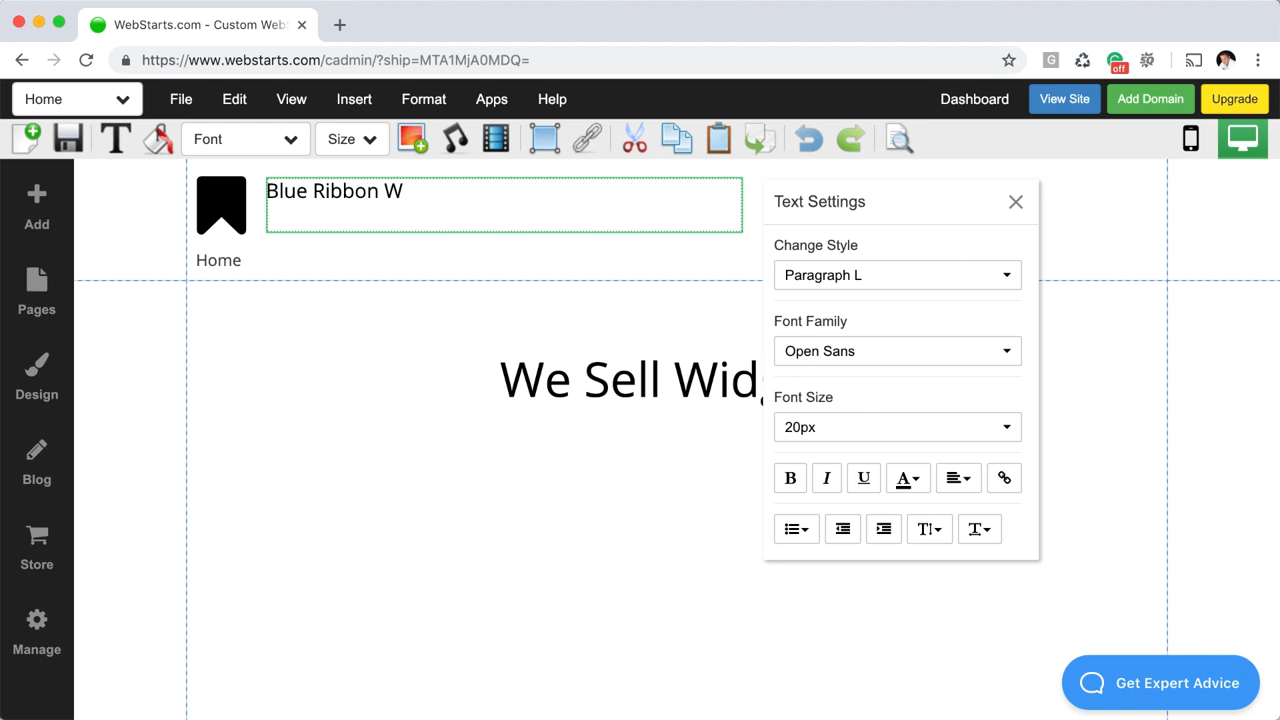 WebStarts.com - Custom Web
https://www.webstarts.com/cadmin/?ship=MTA1MjA0MDQ=
G
off
Home
File
Edit
View
Insert
Format
Apps
Help
Dashboard
View Site
Add Domain
Upgrade
T
Font
Size
Add
Pages
Design
Blog
Store
Manage
Blue Ribbon W
Home
We Sell Wid
Text Settings
Change Style
Paragraph L
Font Family
Open Sans
Font Size
20px
B
I
U
A
T
T
Get Expert Advice